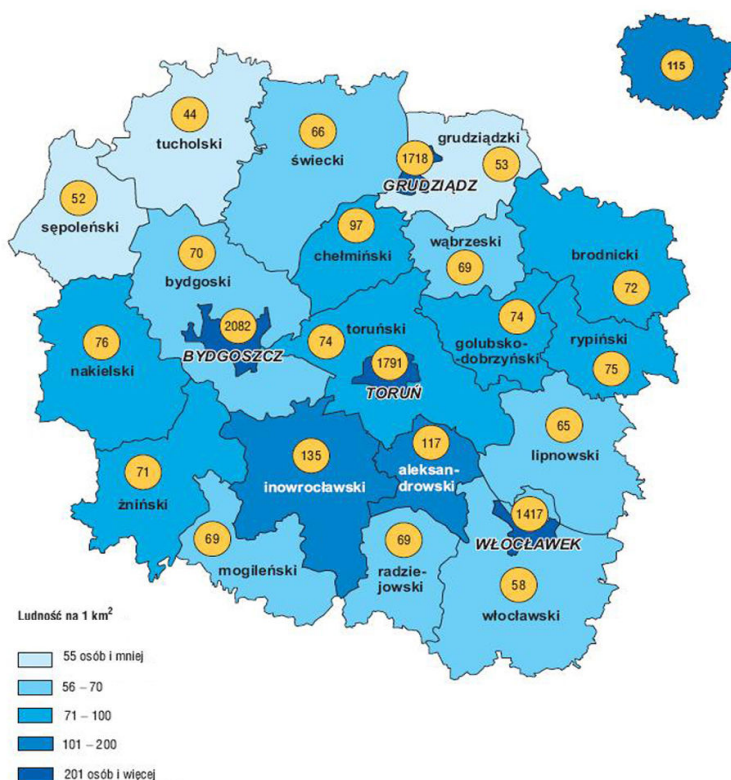 115
44
tucholski
66
świecki
1718
GRUDZIĄDZ
grudziądzki
53
52
sępoleński
97
chełmiński
wąbrzeski
69
brodnicki
72
70
bydgoski
2082
BYDGOSZCZ
74
toruński
1791
TORUŃ
74
golubsko-
-dobrzyński
rypiński
75
76
nakielski
71
żniński
135
inowrocławski
117
aleksan-
drowski
65
lipnowski
1417
WŁOCŁAWEK
69
mogileński
69
radzie-
jowski
58
włocławski
Ludność na 1 km²
55 osób i mniej
56 – 70
71 – 100
101 – 200
201 osób i więcej